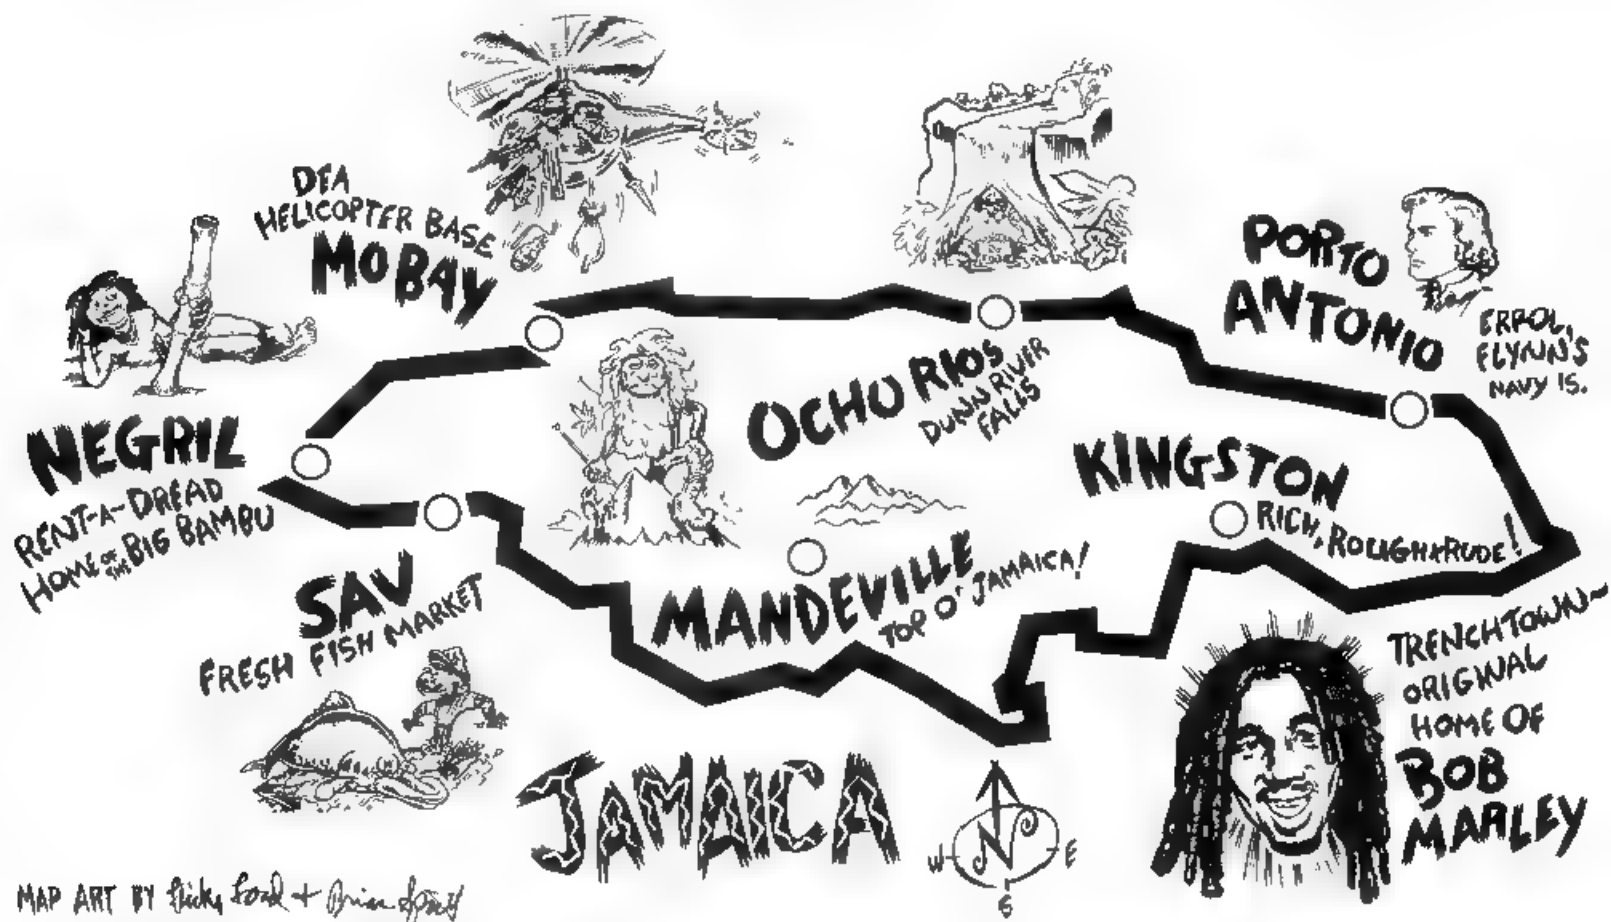 DEA
HELICOPTER BASE
MOBAY
PORTO
ANTONIO
ERROL
FLYNN'S
NAVY IS.
NEGRIL
RENT-A-DREAD
HOME OF THE BIG BAMBU
OCHO RIOS
DUNN RIVER
FALLS
KINGSTON
RICH, ROUGH & RUDE!
SAV
FRESH FISH MARKET
MANDEVILLE
TOP O' JAMAICA!
TRENCHTOWN~
ORIGINAL
HOME OF
BOB
MARLEY
JAMAICA
N
W
E
S
MAP ART BY